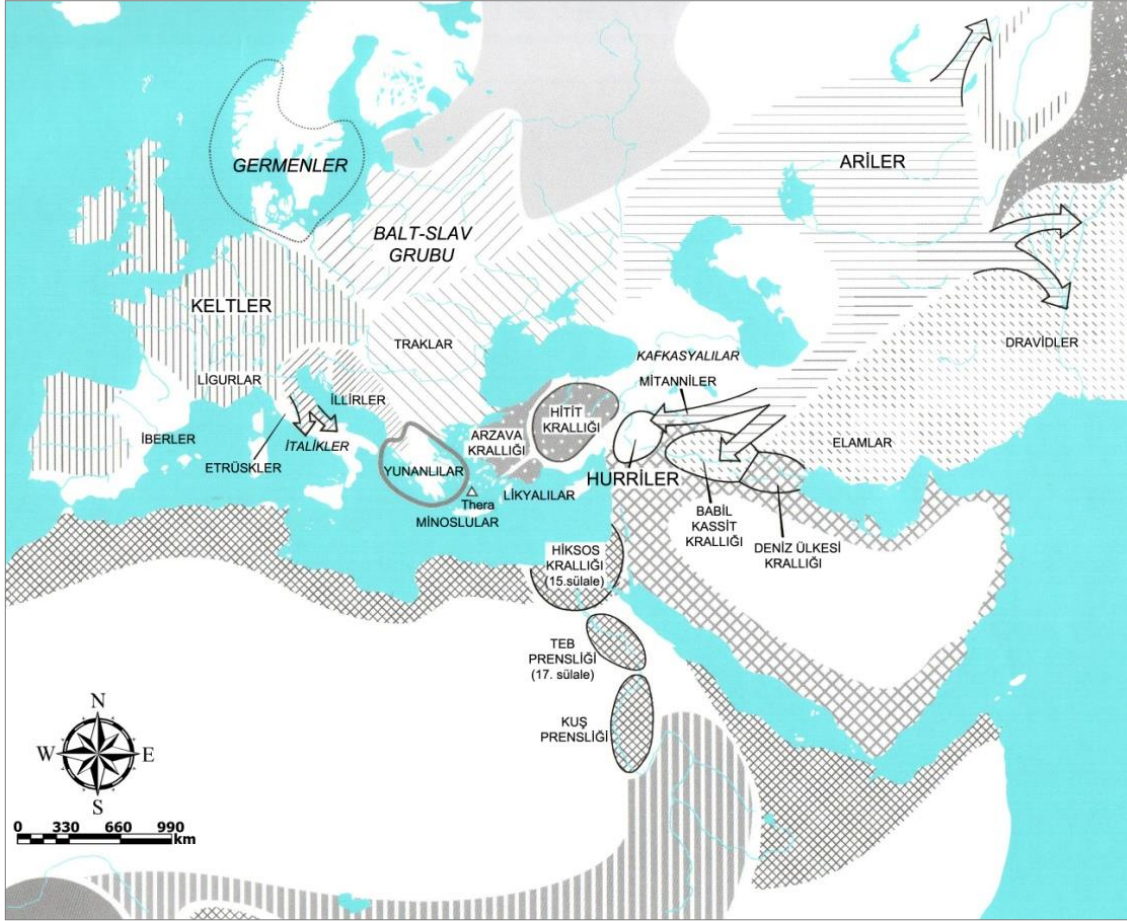 GERMENLER
ARİLER
BALT-SLAV
GRUBU
KELTLER
TRAKLAR
DRAVİDLER
KAFKASYALILAR
MİTANNİLER
LİGURLAR
İLLİRLER
HİTİT
KRALLIĞI
İBERLER
ETRÜSKLER
İTALİKLER
ARZAVA
KRALLIĞI
ELAMLAR
YUNANLILAR
HURRİLER
Thera
LİKYALILAR
MİNOSLULAR
BABİL
KASSİT
KRALLIĞI
DENİZ ÜLKESİ
KRALLIĞI
HİKSOS
KRALLIĞI
(15.sülale)
TEB
PRENSLİĞİ
(17. sülale)
KUŞ
PRENSLİĞİ
N
W E
S
0 330 660 990
km